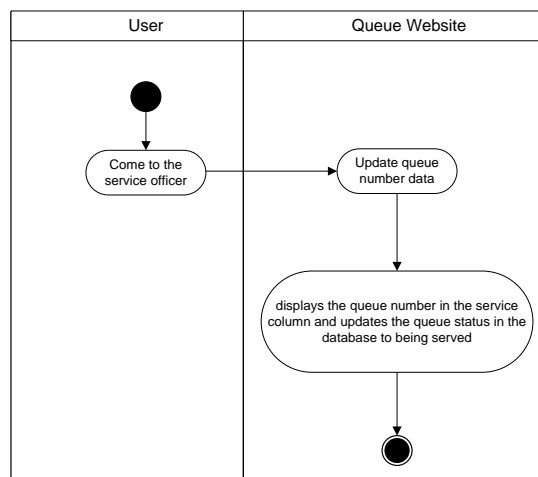 User
Queue Website
Come to the
service officer
Update queue
number data
displays the queue number in the service
column and updates the queue status in the
database to being served